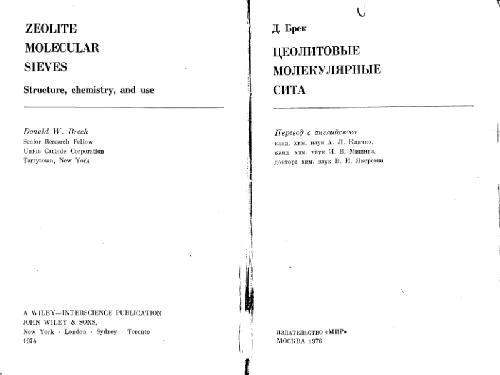 ZEOLITE
MOLECULAR
SIEVES
Structure, chemistry, and use
Donald W. Breck
Senior Research Fellow
Union Carbide Corporation
Tarrytown, New York
A WILEY—INTERSCIENCE PUBLICATION
JOHN WILEY & SONS,
New York · London · Sydney · Toronto
1974
Д. Брек
ЦЕОЛИТОВЫЕ
МОЛЕКУЛЯРНЫЕ
СИТА
Перевод с английского
канд. хим. наук А. Л.
канд. хим. наук И. В. Мишина,
доктора хим. наук В. И. Якерсона
ИЗДАТЕЛЬСТВО «МИР»
МОСКВА 1976